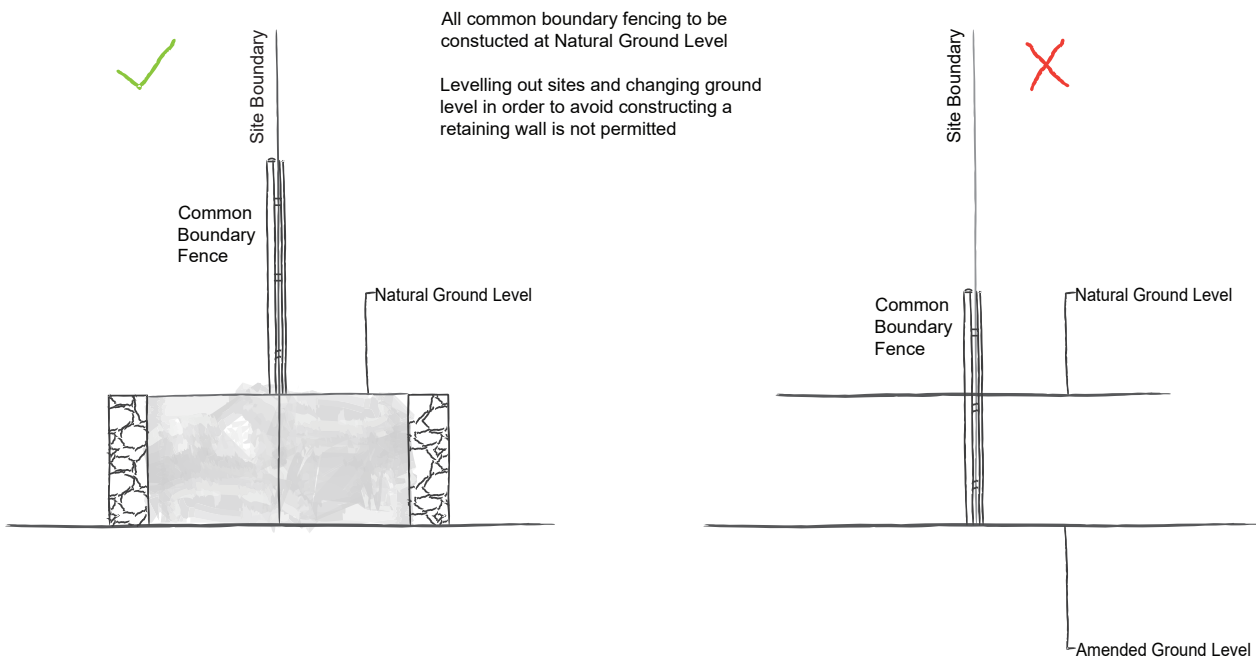 All common boundary fencing to be
constucted at Natural Ground Level
Levelling out sites and changing ground
level in order to avoid constructing a
retaining wall is not permitted
Site Boundary
Common
Boundary
Fence
Natural Ground Level
Site Boundary
Common
Boundary
Fence
Natural Ground Level
Amended Ground Level